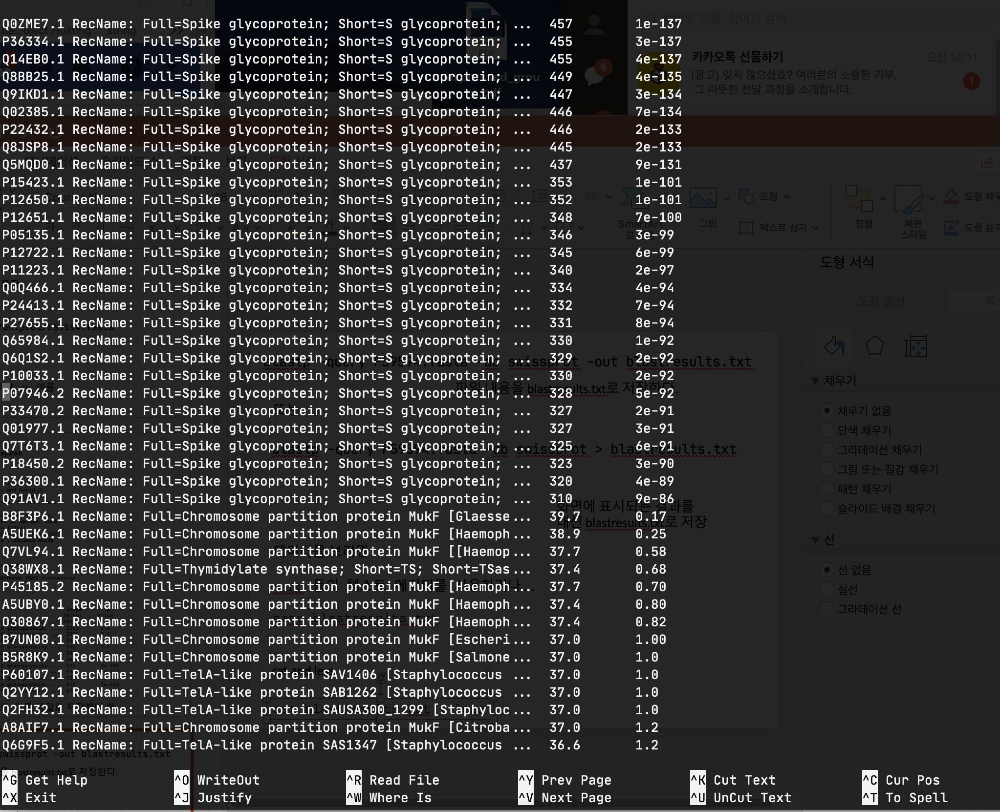 Q0ZME7.1 RecName: Full=Spike glycoprotein; Short=S glycoprotein; ... 457 1e-137
P36334.1 RecName: Full=Spike glycoprotein; Short=S glycoprotein; ... 455 3e-137
Q14EB0.1 RecName: Full=Spike glycoprotein; Short=S glycoprotein; ... 455 4e-137
Q8BB25.1 RecName: Full=Spike glycoprotein; Short=S glycoprotein; ... 449 4e-135
Q9IKD1.1 RecName: Full=Spike glycoprotein; Short=S glycoprotein; ... 447 3e-134
Q02385.1 RecName: Full=Spike glycoprotein; Short=S glycoprotein; ... 446 7e-134
P22432.1 RecName: Full=Spike glycoprotein; Short=S glycoprotein; ... 446 2e-133
Q8JSP8.1 RecName: Full=Spike glycoprotein; Short=S glycoprotein; ... 445 2e-133
Q5MQD0.1 RecName: Full=Spike glycoprotein; Short=S glycoprotein; ... 437 9e-131
P15423.1 RecName: Full=Spike glycoprotein; Short=S glycoprotein; ... 353 1e-101
P12650.1 RecName: Full=Spike glycoprotein; Short=S glycoprotein; ... 352 1e-101
P12651.1 RecName: Full=Spike glycoprotein; Short=S glycoprotein; ... 348 7e-100
P05135.1 RecName: Full=Spike glycoprotein; Short=S glycoprotein; ... 346 3e-99
P12722.1 RecName: Full=Spike glycoprotein; Short=S glycoprotein; ... 345 6e-99
P11223.1 RecName: Full=Spike glycoprotein; Short=S glycoprotein; ... 340 2e-97
Q0Q466.1 RecName: Full=Spike glycoprotein; Short=S glycoprotein; ... 334 4e-94
P24413.1 RecName: Full=Spike glycoprotein; Short=S glycoprotein; ... 332 7e-94
P27655.1 RecName: Full=Spike glycoprotein; Short=S glycoprotein; ... 331 8e-94
Q65984.1 RecName: Full=Spike glycoprotein; Short=S glycoprotein; ... 330 1e-92
Q6Q1S2.1 RecName: Full=Spike glycoprotein; Short=S glycoprotein; ... 329 2e-92
P10033.1 RecName: Full=Spike glycoprotein; Short=S glycoprotein; ... 330 2e-92
P07946.2 RecName: Full=Spike glycoprotein; Short=S glycoprotein; ... 328 5e-92
P33470.2 RecName: Full=Spike glycoprotein; Short=S glycoprotein; ... 327 2e-91
Q01977.1 RecName: Full=Spike glycoprotein; Short=S glycoprotein; ... 327 3e-91
Q7T6T3.1 RecName: Full=Spike glycoprotein; Short=S glycoprotein; ... 325 6e-91
P18450.2 RecName: Full=Spike glycoprotein; Short=S glycoprotein; ... 323 3e-90
P36300.1 RecName: Full=Spike glycoprotein; Short=S glycoprotein; ... 320 4e-89
Q91AV1.1 RecName: Full=Spike glycoprotein; Short=S glycoprotein; ... 310 9e-86
B8F3P6.1 RecName: Full=Chromosome partition protein MukF [Glaesse... 39.7 0.17
A5UEK6.1 RecName: Full=Chromosome partition protein MukF [Haemoph... 38.9 0.25
Q7VL94.1 RecName: Full=Chromosome partition protein MukF [[Haemop... 37.7 0.58
Q38WX8.1 RecName: Full=Thymidylate synthase; Short=TS; Short=TSas... 37.4 0.68
P45185.2 RecName: Full=Chromosome partition protein MukF [Haemoph... 37.7 0.70
A5UBY0.1 RecName: Full=Chromosome partition protein MukF [Haemoph... 37.4 0.80
O30867.1 RecName: Full=Chromosome partition protein MukF [Haemoph... 37.4 0.82
B7UN08.1 RecName: Full=Chromosome partition protein MukF [Escheri... 37.0 1.00
B5R8K9.1 RecName: Full=Chromosome partition protein MukF [Salmone... 37.0 1.0
P60107.1 RecName: Full=TelA-like protein SAV1406 [Staphylococcus ... 37.0 1.0
Q2YY12.1 RecName: Full=TelA-like protein SAB1262 [Staphylococcus ... 37.0 1.0
Q2FH32.1 RecName: Full=TelA-like protein SAUSA300_1299 [Staphyloc... 37.0 1.0
A8AIF7.1 RecName: Full=Chromosome partition protein MukF [Citroba... 37.0 1.2
Q6G9F5.1 RecName: Full=TelA-like protein SAS1347 [Staphylococcus ... 36.6 1.2
^G Get Help ^O WriteOut ^R Read File ^Y Prev Page ^K Cut Text ^C Cur Pos
^X Exit ^J Justify ^W Where Is ^V Next Page ^U UnCut Text ^T To Spell
채팅방 이름, 참여자 검색
카카오톡 선물하기 오전 10:11
(광고) 잊지 않으셨죠? 여러분의 소중한 기부,
그 따뜻한 전달 과정을 소개합니다.
1
6
SmartArt
그림
도형
텍스트 상자
정렬
빠른
스타일
도형 서식
도형 옵션
채우기
채우기 없음
단색 채우기
그라데이션 채우기
그림 또는 질감 채우기
패턴 채우기
슬라이드 배경 채우기
선
선 없음
실선
그라데이션 선
swissprot -out blastresults.txt
파일 내용을 blastresults.txt로 저장한다.
swissprot > blastresults.txt
화면에 표시되는 결과를
대신 blastresults.txt로 저장
swissprot -out blastresults.txt
blastresults.txt로 저장한다.